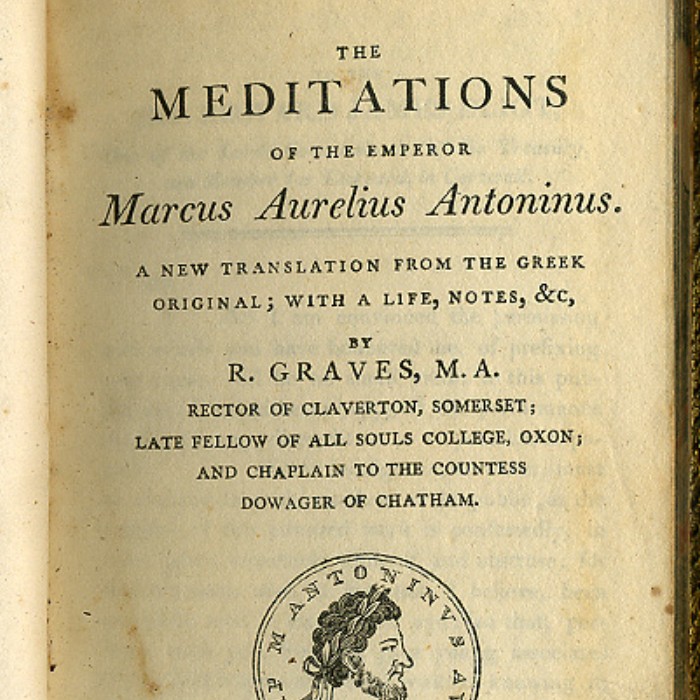 THE
MEDITATIONS
OF THE EMPEROR
Marcus Aurelius Antoninus.
A NEW TRANSLATION FROM THE GREEK
ORIGINAL; WITH A LIFE, NOTES, &C,
BY
R. GRAVES, M. A.
RECTOR OF CLAVERTON, SOMERSET;
LATE FELLOW OF ALL SOULS COLLEGE, OXON;
AND CHAPLAIN TO THE COUNTESS
DOWAGER OF CHATHAM.
M ANTONINVS A